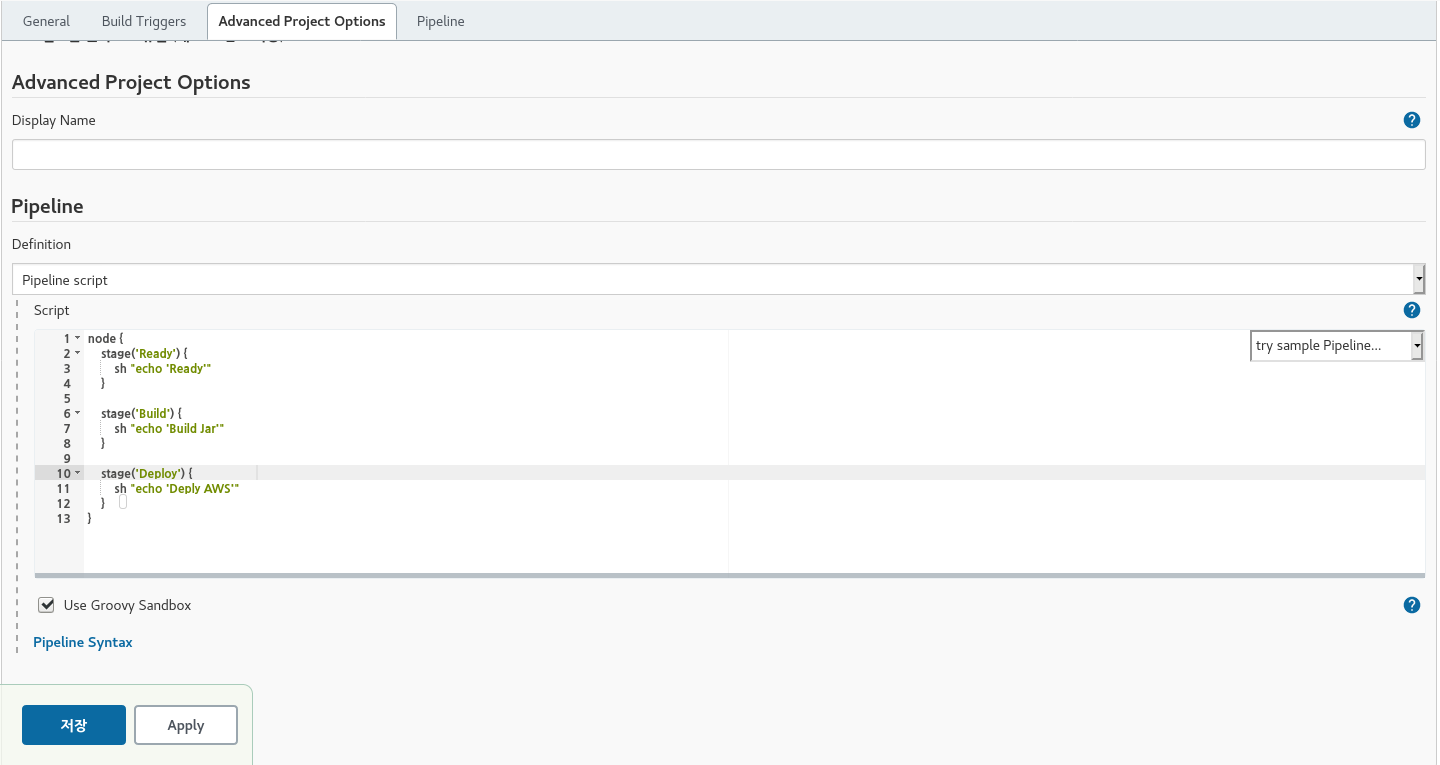 General Build Triggers Advanced Project Options Pipeline
Advanced Project Options
Display Name
Pipeline
Definition
Pipeline script
Script
try sample Pipeline...
1 node {
2 stage('Ready') {
3 sh "echo 'Ready'"
4 }
5
6 stage('Build') {
7 sh "echo 'Build Jar'"
8 }
9
10 stage('Deploy') {
11 sh "echo 'Deply AWS'"
12 }
13 }
Use Groovy Sandbox
Pipeline Syntax
저장 Apply